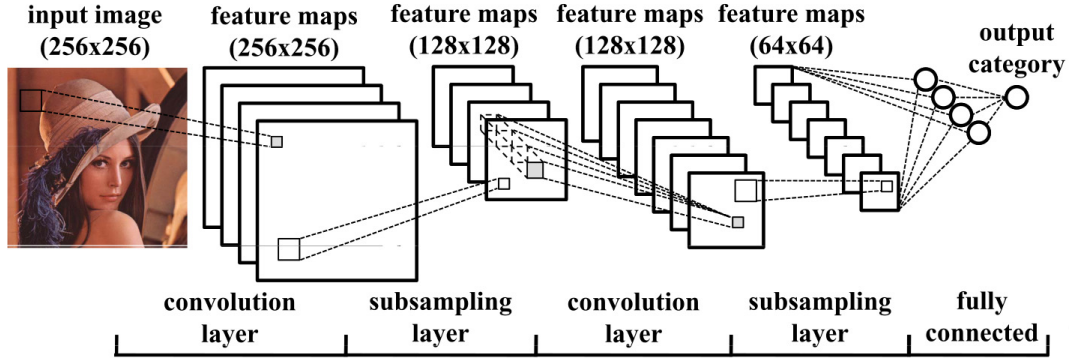 input image
(256x256)
feature maps
(256x256)
feature maps
(128x128)
feature maps
(128x128)
feature maps
(64x64)
output
category
convolution
layer
subsampling
layer
convolution
layer
subsampling
layer
fully
connected